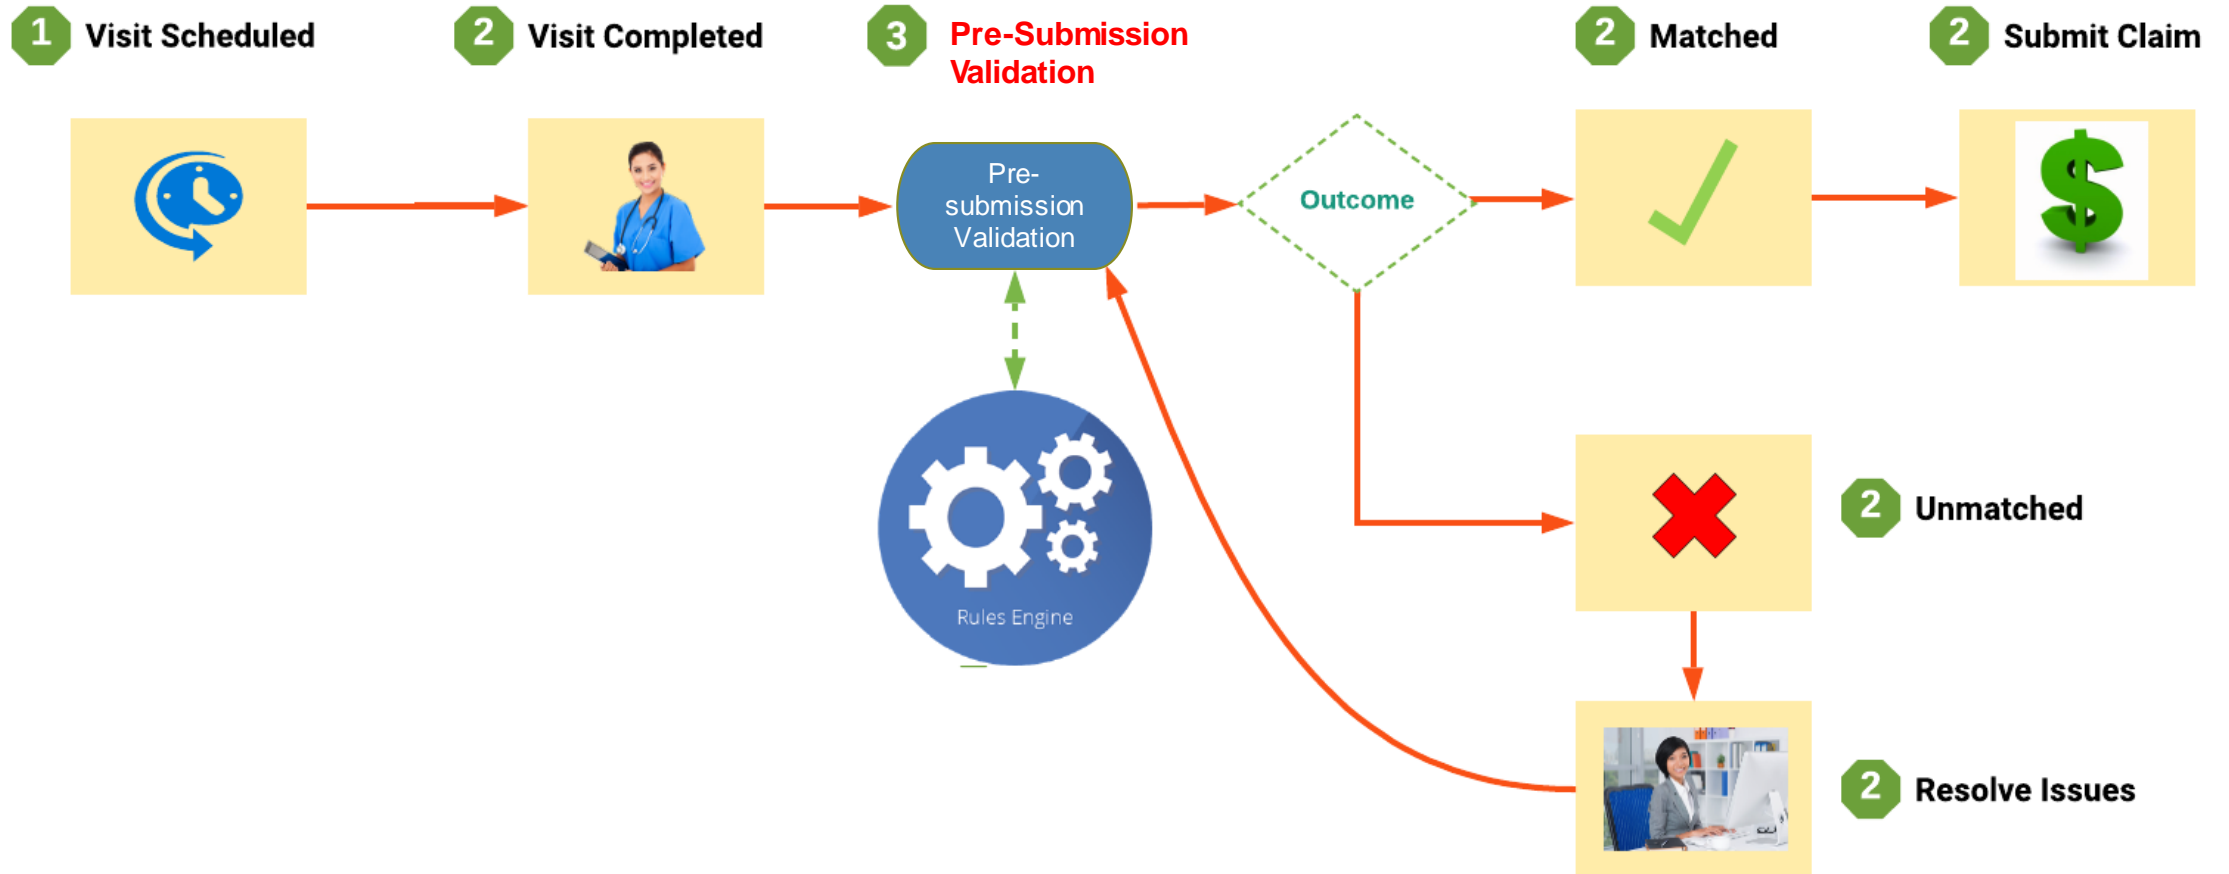 1 Visit Scheduled
2 Visit Completed
3 Pre-Submission
Validation
2 Matched
2 Submit Claim
Pre-
submission
Validation
Outcome
Rules Engine
2 Unmatched
2 Resolve Issues